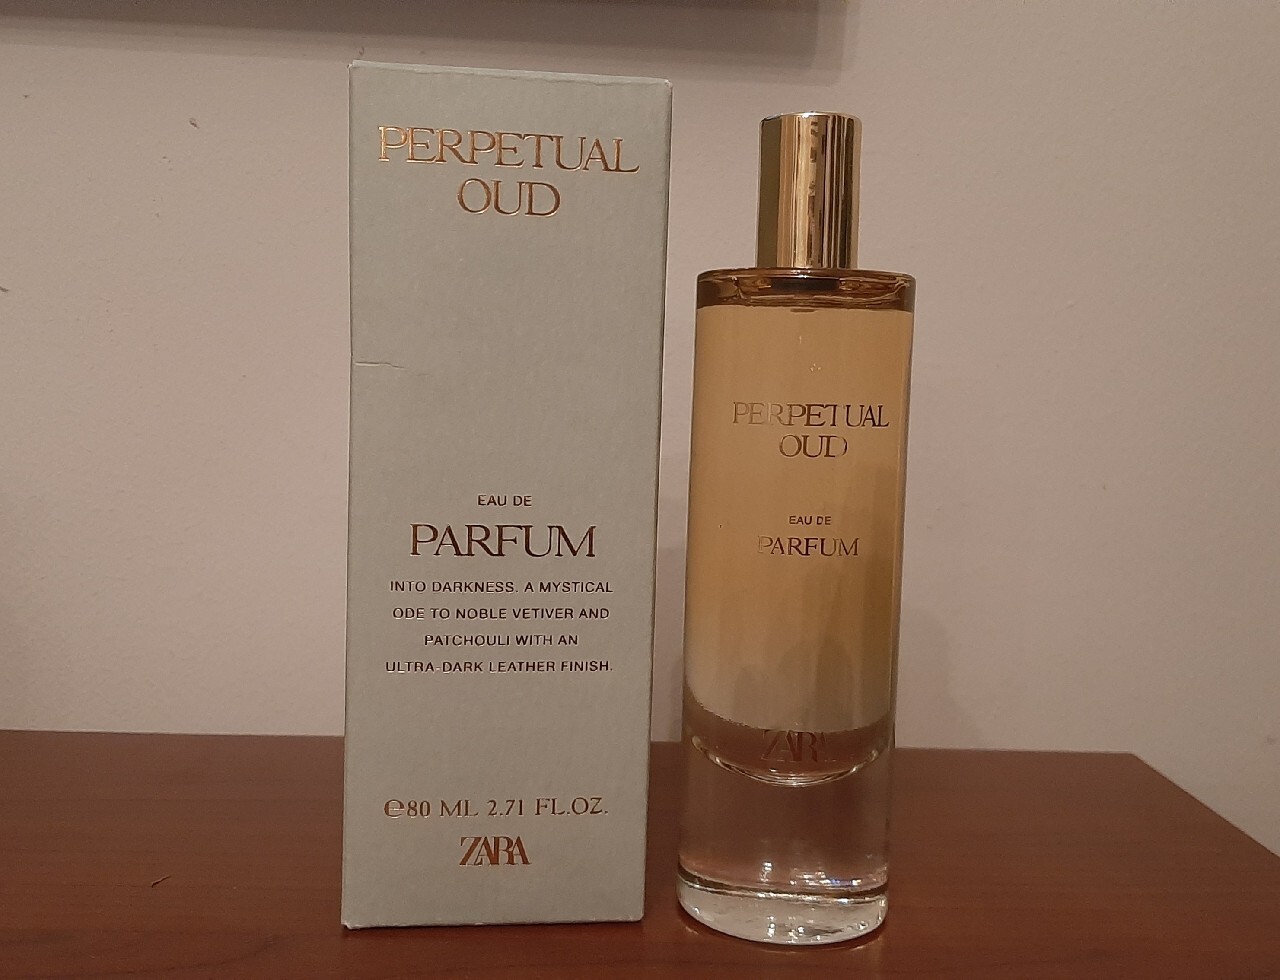 PERPETUAL
OUD
EAU DE
PARFUM
INTO DARKNESS. A MYSTICAL
ODE TO NOBLE VETIVER AND
PATCHOULI WITH AN
ULTRA-DARK LEATHER FINISH.
℮80 ML 2.71 FL.OZ.
ZARA
PERPETUAL
OUD
EAU DE
PARFUM
ZARA